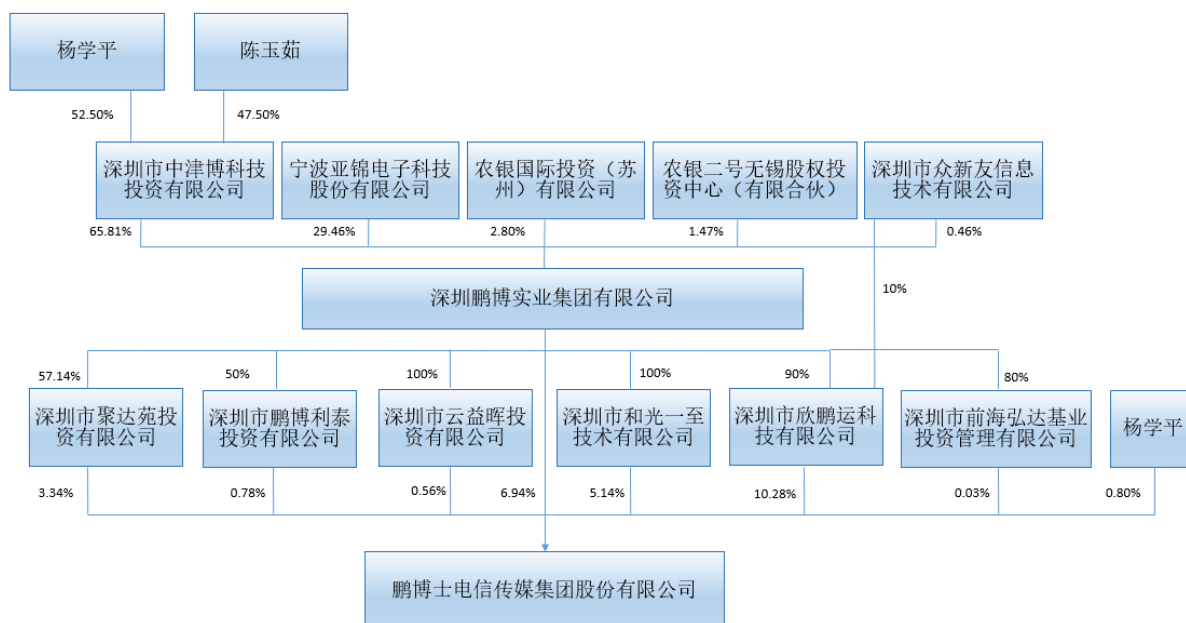 杨学平
陈玉茹
52.50%
47.50%
深圳市中津博科技
投资有限公司
宁波亚锦电子科技
股份有限公司
农银国际投资（苏
州）有限公司
农银二号无锡股权投
资中心（有限合伙）
深圳市众新友信息
技术有限公司
65.81%
29.46%
2.80%
1.47%
0.46%
深圳鹏博实业集团有限公司
10%
57.14%
50%
100%
100%
90%
80%
深圳市聚达苑投
资有限公司
深圳市鹏博利泰
投资有限公司
深圳市云益晖投
资有限公司
深圳市和光一至
技术有限公司
深圳市欣鹏运科
技有限公司
深圳市前海弘达基业
投资管理有限公司
杨学平
3.34%
0.78%
0.56%
6.94%
5.14%
10.28%
0.03%
0.80%
鹏博士电信传媒集团股份有限公司